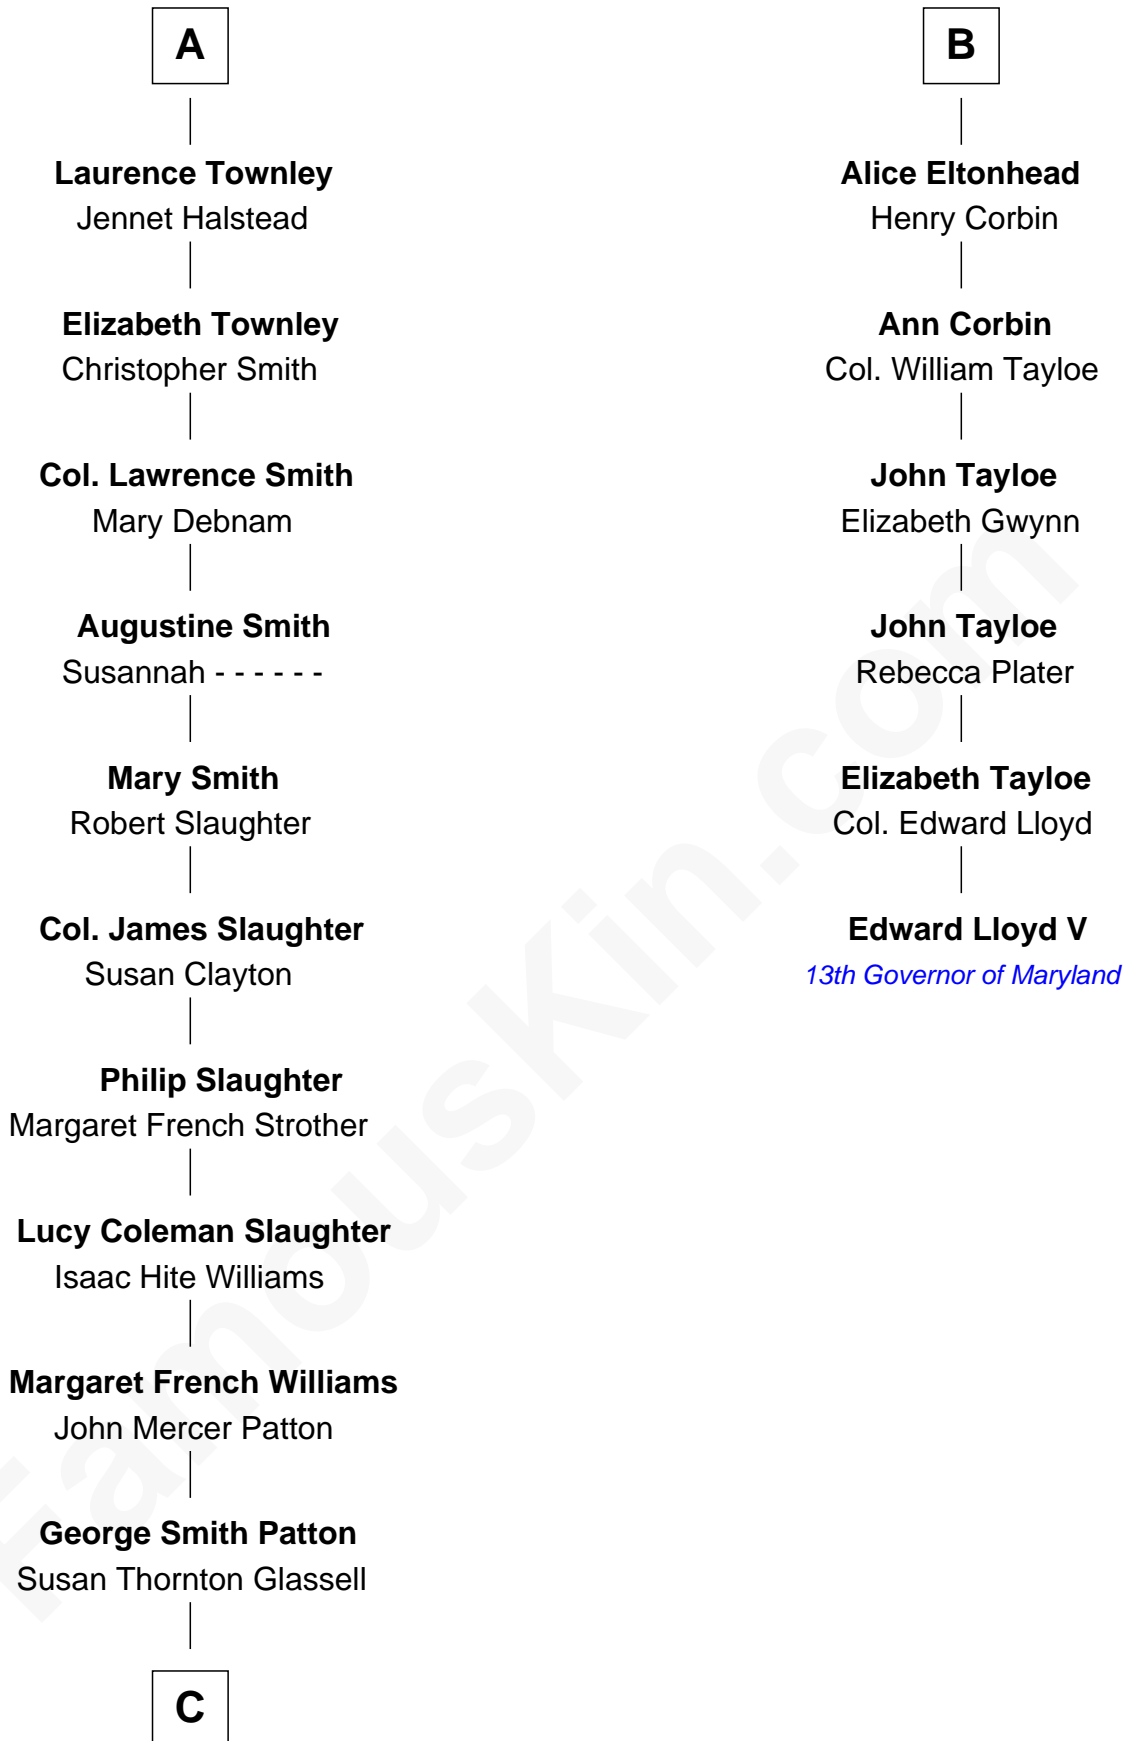 A
Laurence Townley
Jennet Halstead
Elizabeth Townley
Christopher Smith
Col. Lawrence Smith
Mary Debnam
Augustine Smith
Susannah - - - - - -
Mary Smith
Robert Slaughter
Col. James Slaughter
Susan Clayton
Philip Slaughter
Margaret French Strother
Lucy Coleman Slaughter
Isaac Hite Williams
Margaret French Williams
John Mercer Patton
George Smith Patton
Susan Thornton Glassell
C
B
Alice Eltonhead
Henry Corbin
Ann Corbin
Col. William Tayloe
John Tayloe
Elizabeth Gwynn
John Tayloe
Rebecca Plater
Elizabeth Tayloe
Col. Edward Lloyd
Edward Lloyd V
13th Governor of Maryland
FamousKin.com